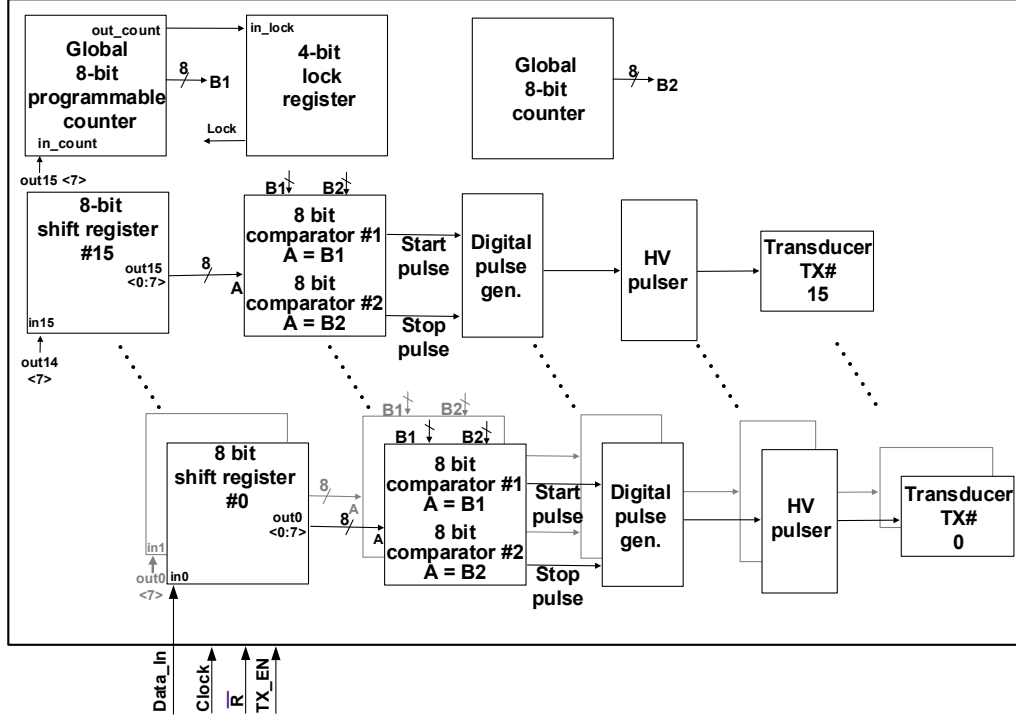 out_count
Global
8-bit
programmable
counter
in_count
8
B1
in_lock
4-bit
lock
register
Lock
Global
8-bit
counter
8
B2
out15 <7>
8-bit
shift register
#15
out15
<0:7>
in15
out14
<7>
8
A
B1
B2
8 bit
comparator #1
A = B1
8 bit
comparator #2
A = B2
Start
pulse
Stop
pulse
Digital
pulse
gen.
HV
pulser
Transducer
TX#
15
B1
B2
8
A
in1
out0
<7>
8 bit
shift register
#0
out0
<0:7>
in0
8
A
B1
B2
8 bit
comparator #1
A = B1
8 bit
comparator #2
A = B2
Start
pulse
Stop
pulse
Digital
pulse
gen.
HV
pulser
Transducer
TX#
0
Data_In
Clock
R̅
TX_EN